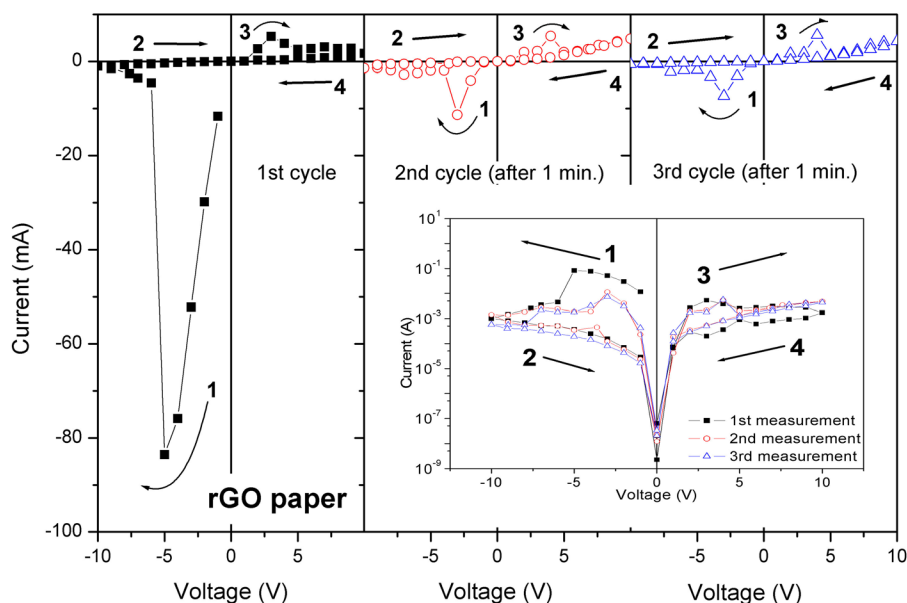 2 3 2 3 2 3
0
4 4 4
1 1
-20
1st cycle 2nd cycle (after 1 min.) 3rd cycle (after 1 min.)
Current (mA)
-40
-60
-80
-100
1
rGO paper
-10 -5 0 5 -5 0 5 -5 0 5 10
Voltage (V) Voltage (V) Voltage (V)
10^1
10^-1
10^-3
10^-5
10^-7
10^-9
Current (A)
1 3
2 4
1st measurement
2nd measurement
3rd measurement
-10 -5 0 5 10
Voltage (V)